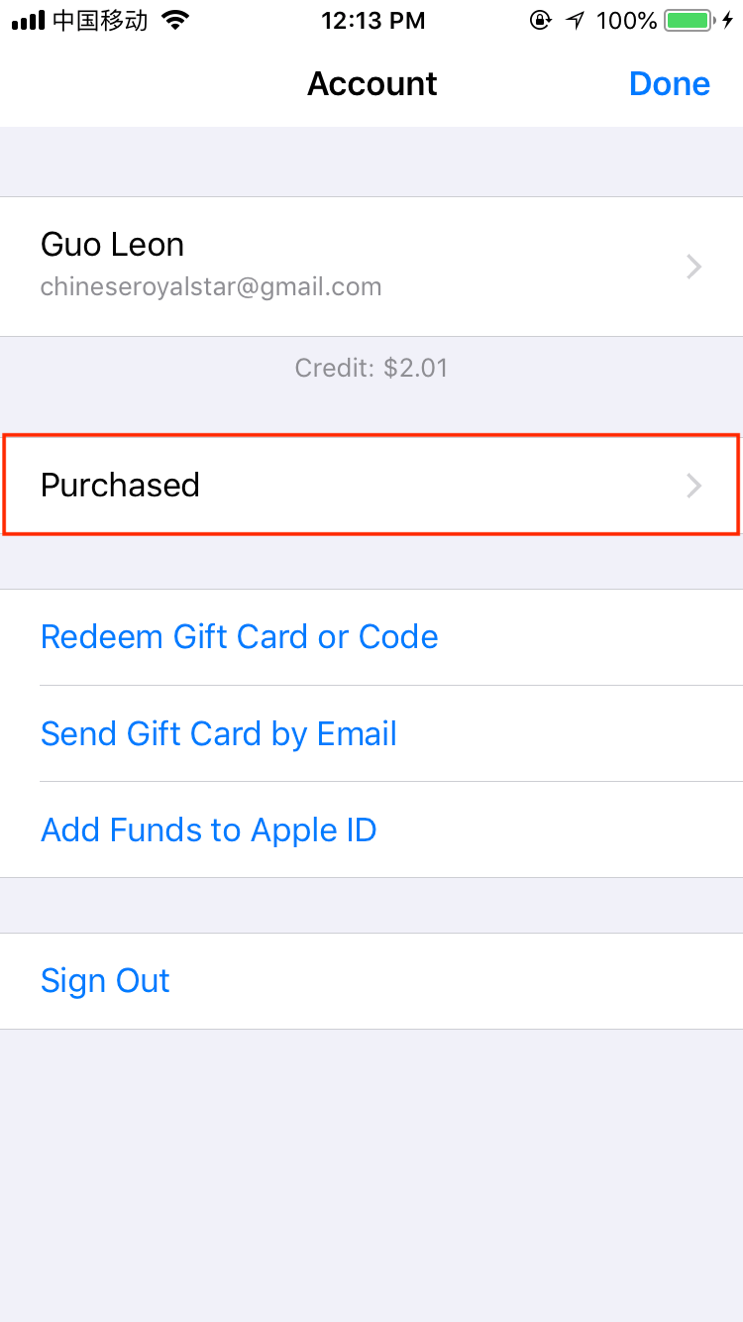 中国移动 12:13 PM 100%
Account Done
Guo Leon
chineseroyalstar@gmail.com
Credit: $2.01
Purchased
Redeem Gift Card or Code
Send Gift Card by Email
Add Funds to Apple ID
Sign Out